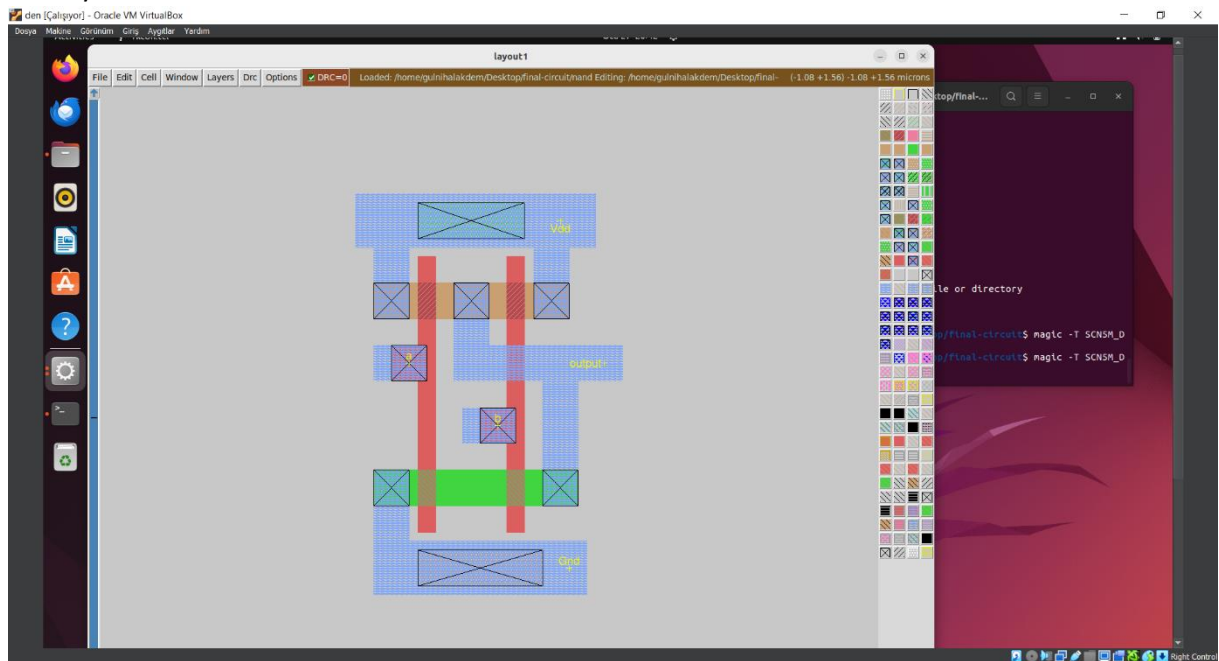 den [Çalışıyor] - Oracle VM VirtualBox
Dosya Makine Görünüm Giriş Aygıtlar Yardım
layout1
File Edit Cell Window Layers Drc Options DRC=0 Loaded: /home/gulnihalakdem/Desktop/final-circuit/nand Editing: /home/gulnihalakdem/Desktop/final- (-1.08 +1.56) -1.08 +1.56 microns
ktop/final-...
Vdd
ile or directory
p/final-circuit$ magic -T SCN5M_D
a
output
p/final-circuit$ magic -T SCN5M_D
Gnd
Right Control